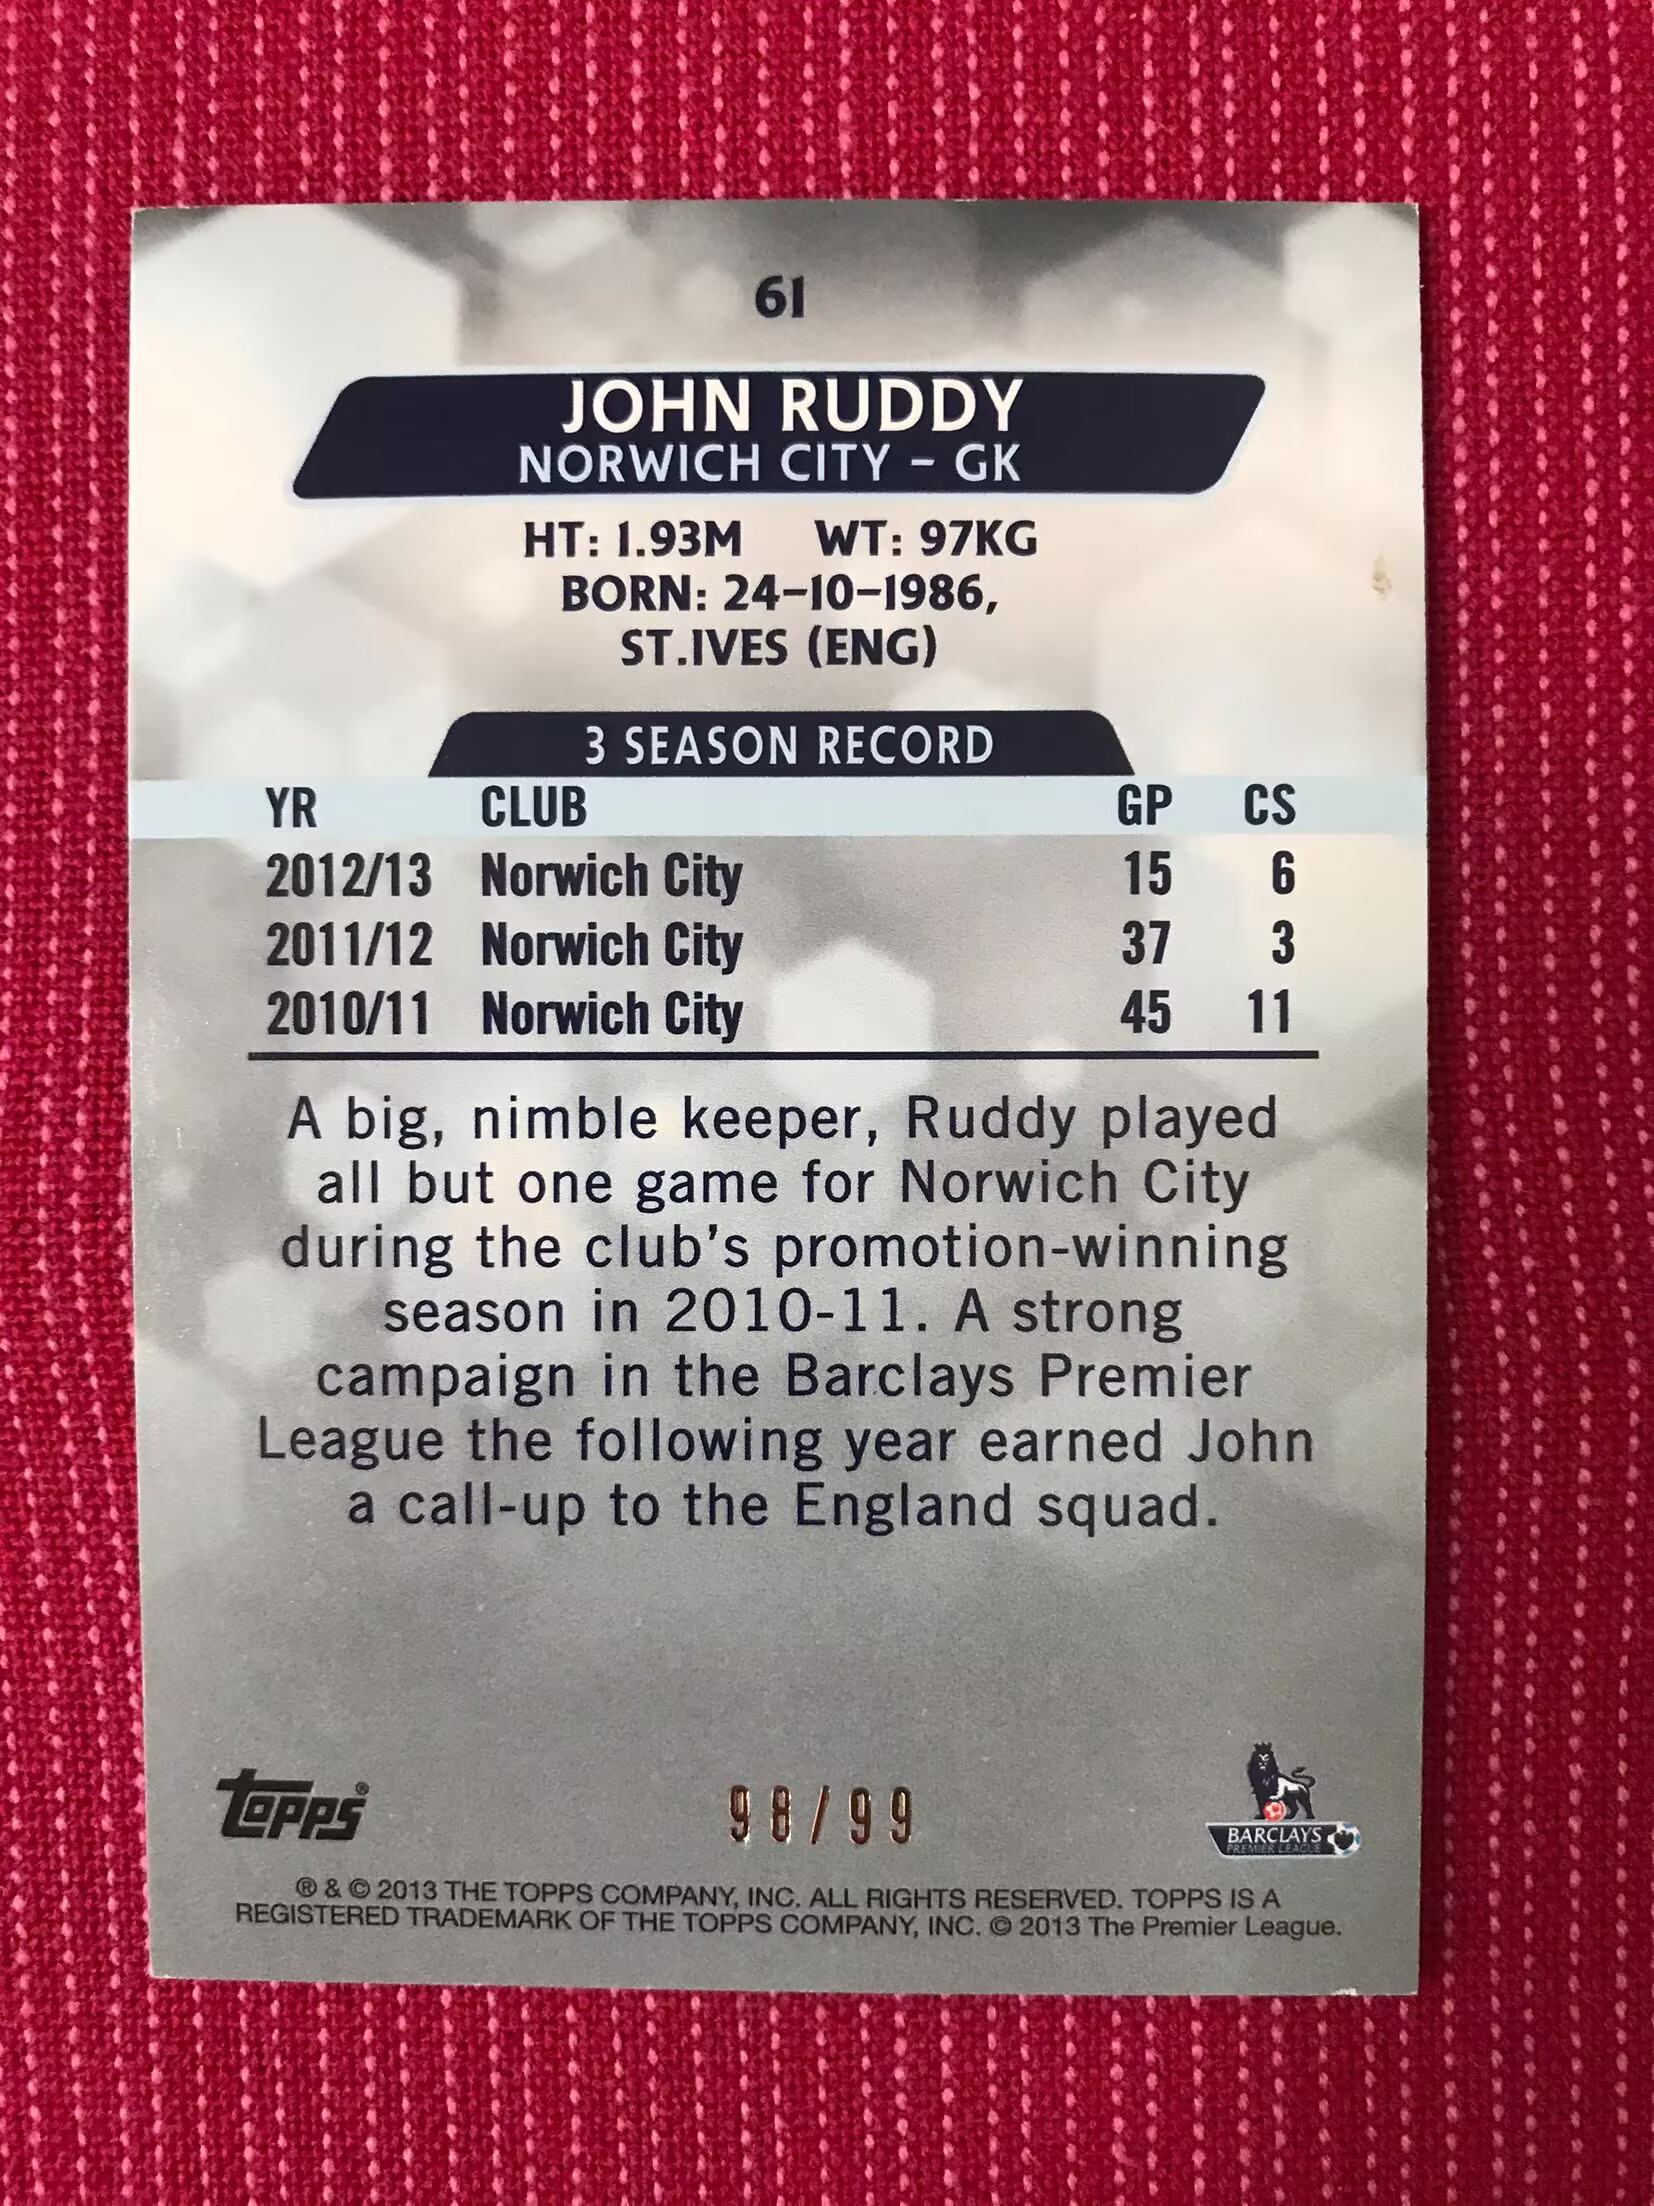 61
JOHN RUDDY
NORWICH CITY – GK
HT: 1.93M WT: 97KG
BORN: 24–10–1986,
ST.IVES (ENG)
3 SEASON RECORD
YR CLUB GP CS
2012/13 Norwich City 15 6
2011/12 Norwich City 37 3
2010/11 Norwich City 45 11
A big, nimble keeper, Ruddy played
all but one game for Norwich City
during the club's promotion-winning
season in 2010-11. A strong
campaign in the Barclays Premier
League the following year earned John
a call-up to the England squad.
Topps®
98/99
BARCLAYS
PREMIER LEAGUE
® & © 2013 THE TOPPS COMPANY, INC. ALL RIGHTS RESERVED. TOPPS IS A
REGISTERED TRADEMARK OF THE TOPPS COMPANY, INC. © 2013 The Premier League.